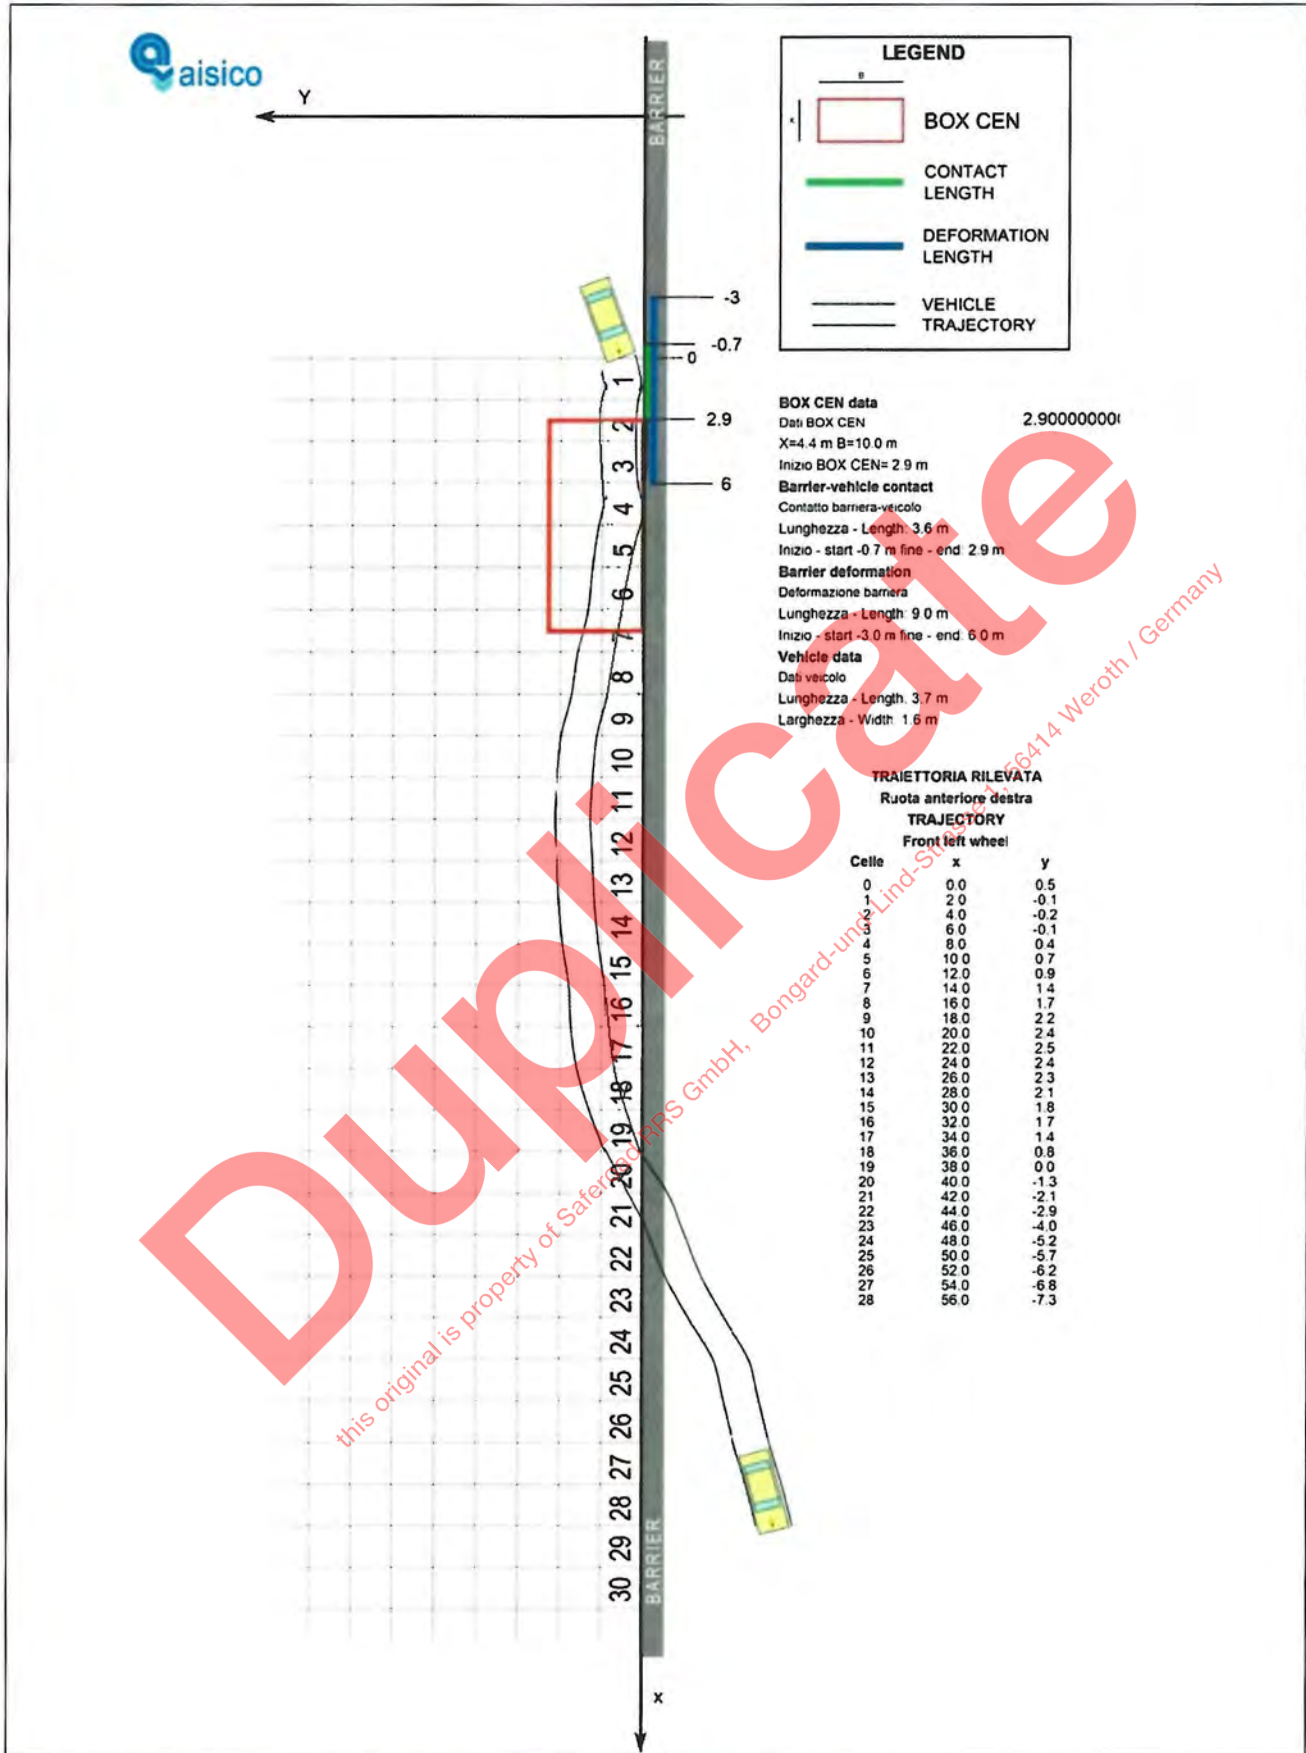 aisico
Y
BARRIER
LEGEND
B
X
BOX CEN
CONTACT
LENGTH
DEFORMATION
LENGTH
VEHICLE
TRAJECTORY
-3
-0.7
0
2.9
6
1
2
3
4
5
6
7
8
9
10
11
12
13
14
15
16
17
18
19
20
21
22
23
24
25
26
27
28
29
30
BARRIER
x
BOX CEN data
Dati BOX CEN 2.900000000
X=4.4 m B=10.0 m
Inizio BOX CEN= 2.9 m
Barrier-vehicle contact
Contatto barriera-veicolo
Lunghezza - Length: 3.6 m
Inizio - start -0.7 m fine - end: 2.9 m
Barrier deformation
Deformazione barriera
Lunghezza - Length: 9.0 m
Inizio - start -3.0 m fine - end: 6.0 m
Vehicle data
Dati veicolo
Lunghezza - Length: 3.7 m
Larghezza - Width: 1.6 m
TRAIETTORIA RILEVATA
Ruota anteriore destra
TRAJECTORY
Front left wheel
Celle x y
0 0.0 0.5
1 2.0 -0.1
2 4.0 -0.2
3 6.0 -0.1
4 8.0 0.4
5 10.0 0.7
6 12.0 0.9
7 14.0 1.4
8 16.0 1.7
9 18.0 2.2
10 20.0 2.4
11 22.0 2.5
12 24.0 2.4
13 26.0 2.3
14 28.0 2.1
15 30.0 1.8
16 32.0 1.7
17 34.0 1.4
18 36.0 0.8
19 38.0 0.0
20 40.0 -1.3
21 42.0 -2.1
22 44.0 -2.9
23 46.0 -4.0
24 48.0 -5.2
25 50.0 -5.7
26 52.0 -6.2
27 54.0 -6.8
28 56.0 -7.3
Duplicate
this original is property of Saferoad RRS GmbH, Bongard-und-Lind-Strasse 1, 56414 Weroth / Germany